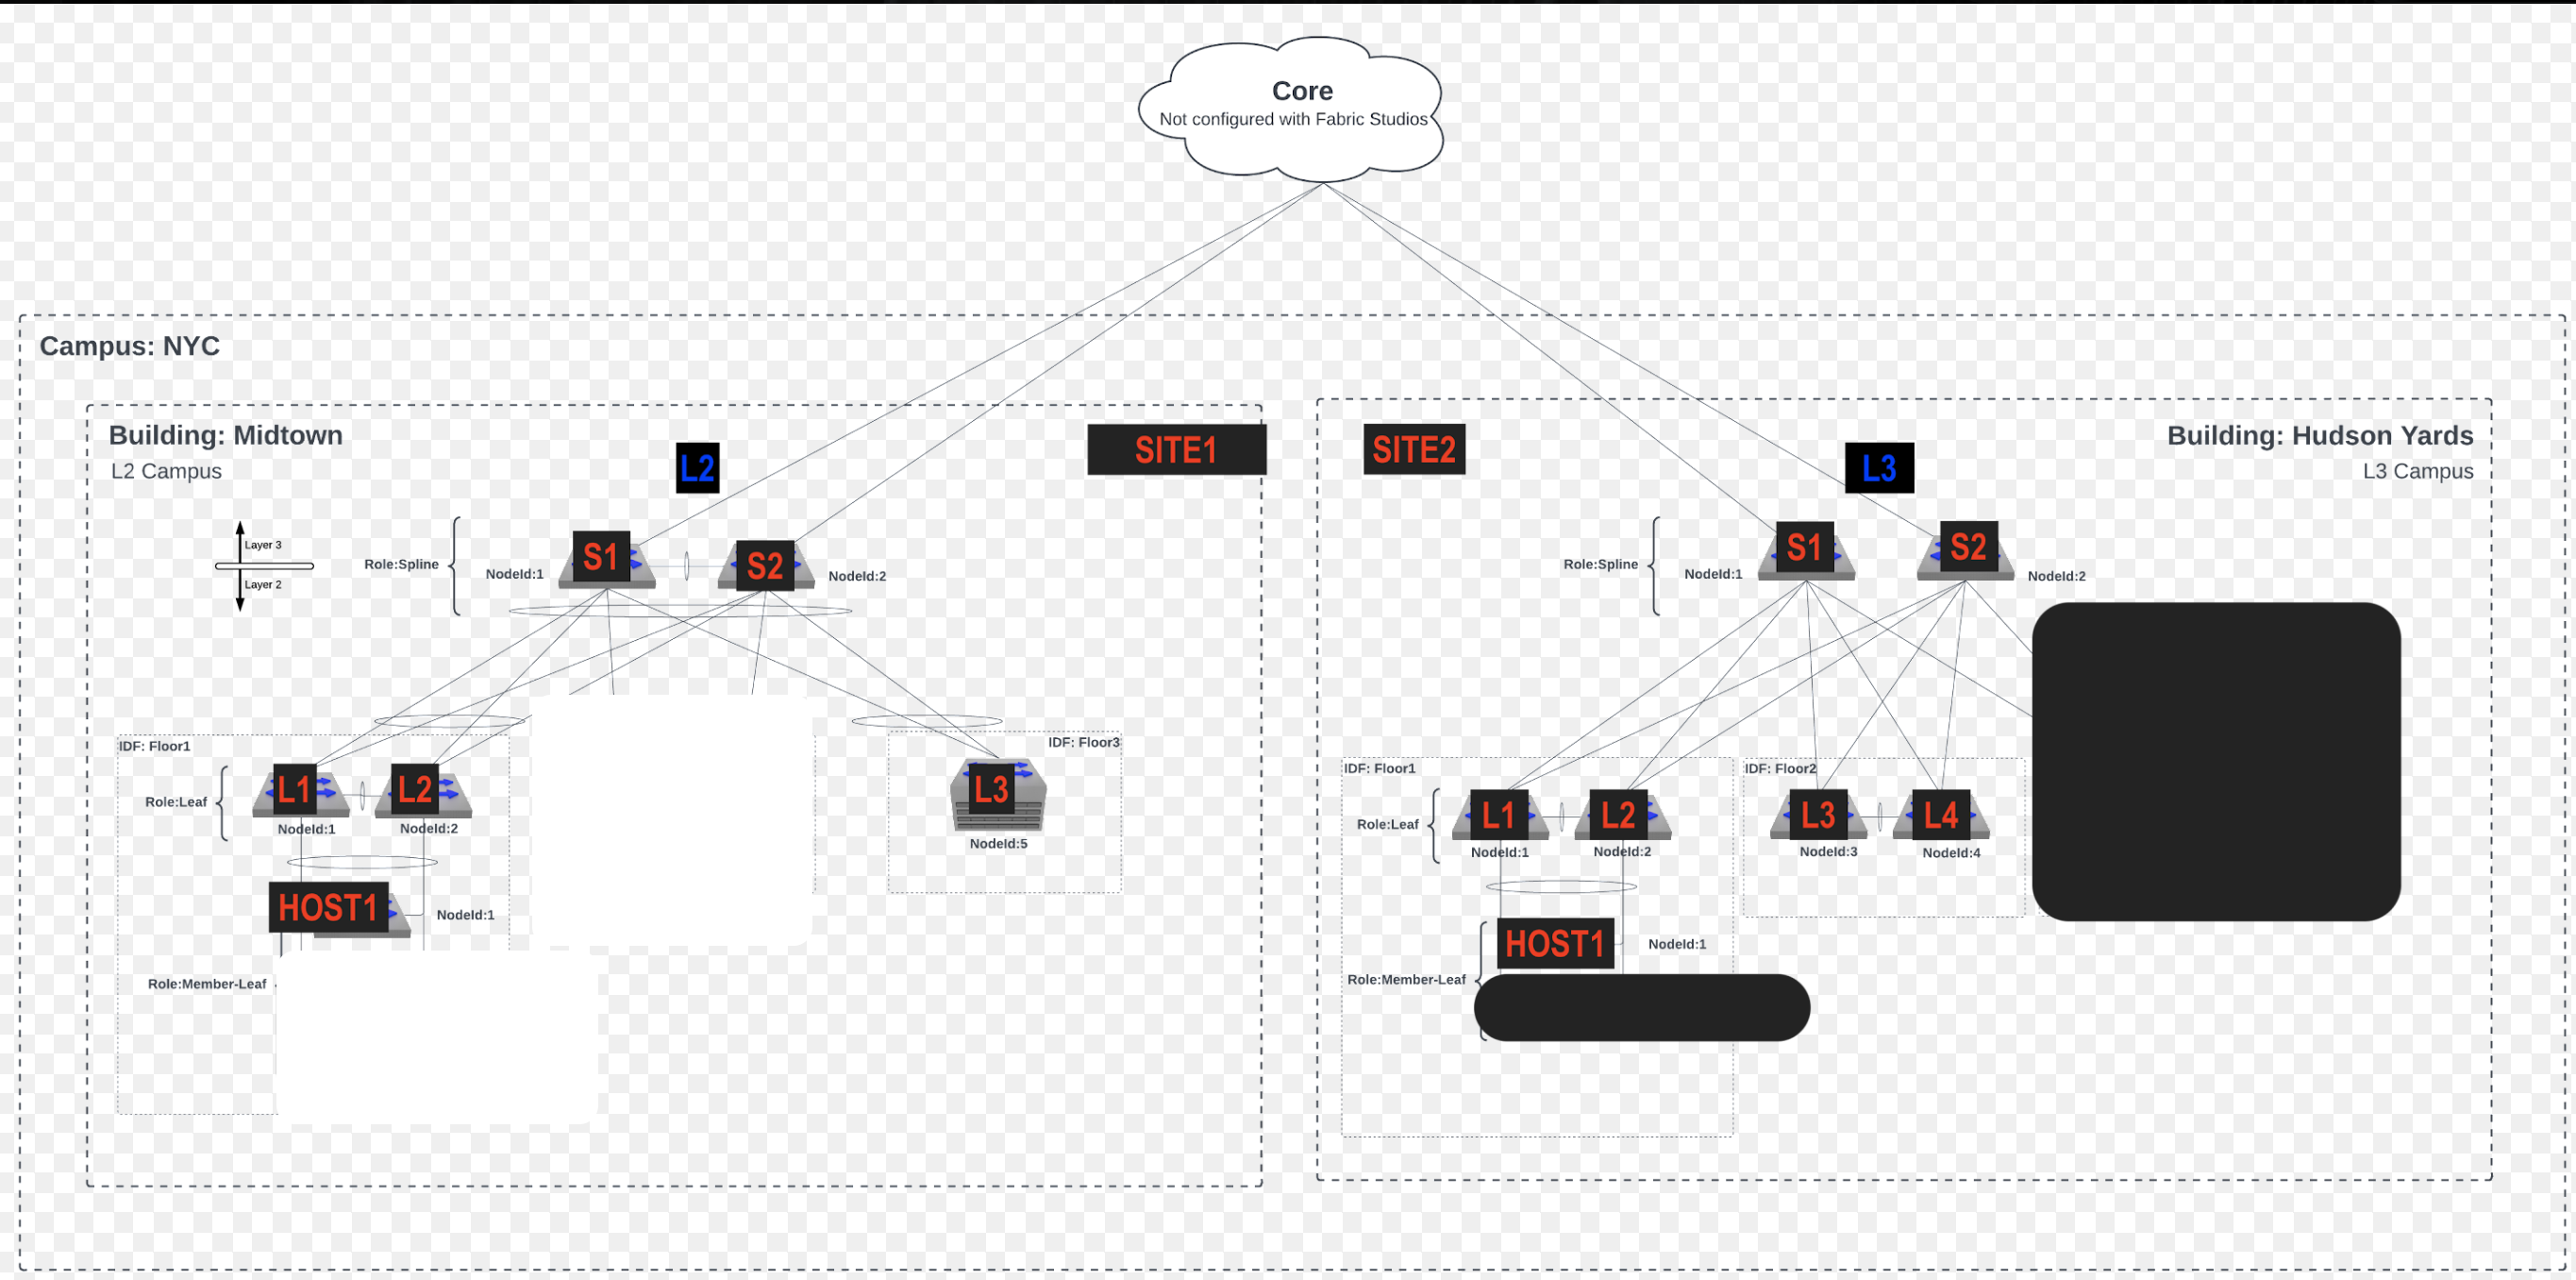 Core
Not configured with Fabric Studios
Campus: NYC
Building: Midtown
L2 Campus
L2
SITE1
Layer 3
Layer 2
Role:Spline
NodeId:1
S1
S2
NodeId:2
IDF: Floor1
Role:Leaf
L1
L2
NodeId:1
NodeId:2
HOST1
NodeId:1
Role:Member-Leaf
IDF: Floor3
L3
NodeId:5
SITE2
L3
Building: Hudson Yards
L3 Campus
Role:Spline
NodeId:1
S1
S2
NodeId:2
IDF: Floor1
Role:Leaf
L1
L2
NodeId:1
NodeId:2
HOST1
NodeId:1
Role:Member-Leaf
IDF: Floor2
L3
L4
NodeId:3
NodeId:4